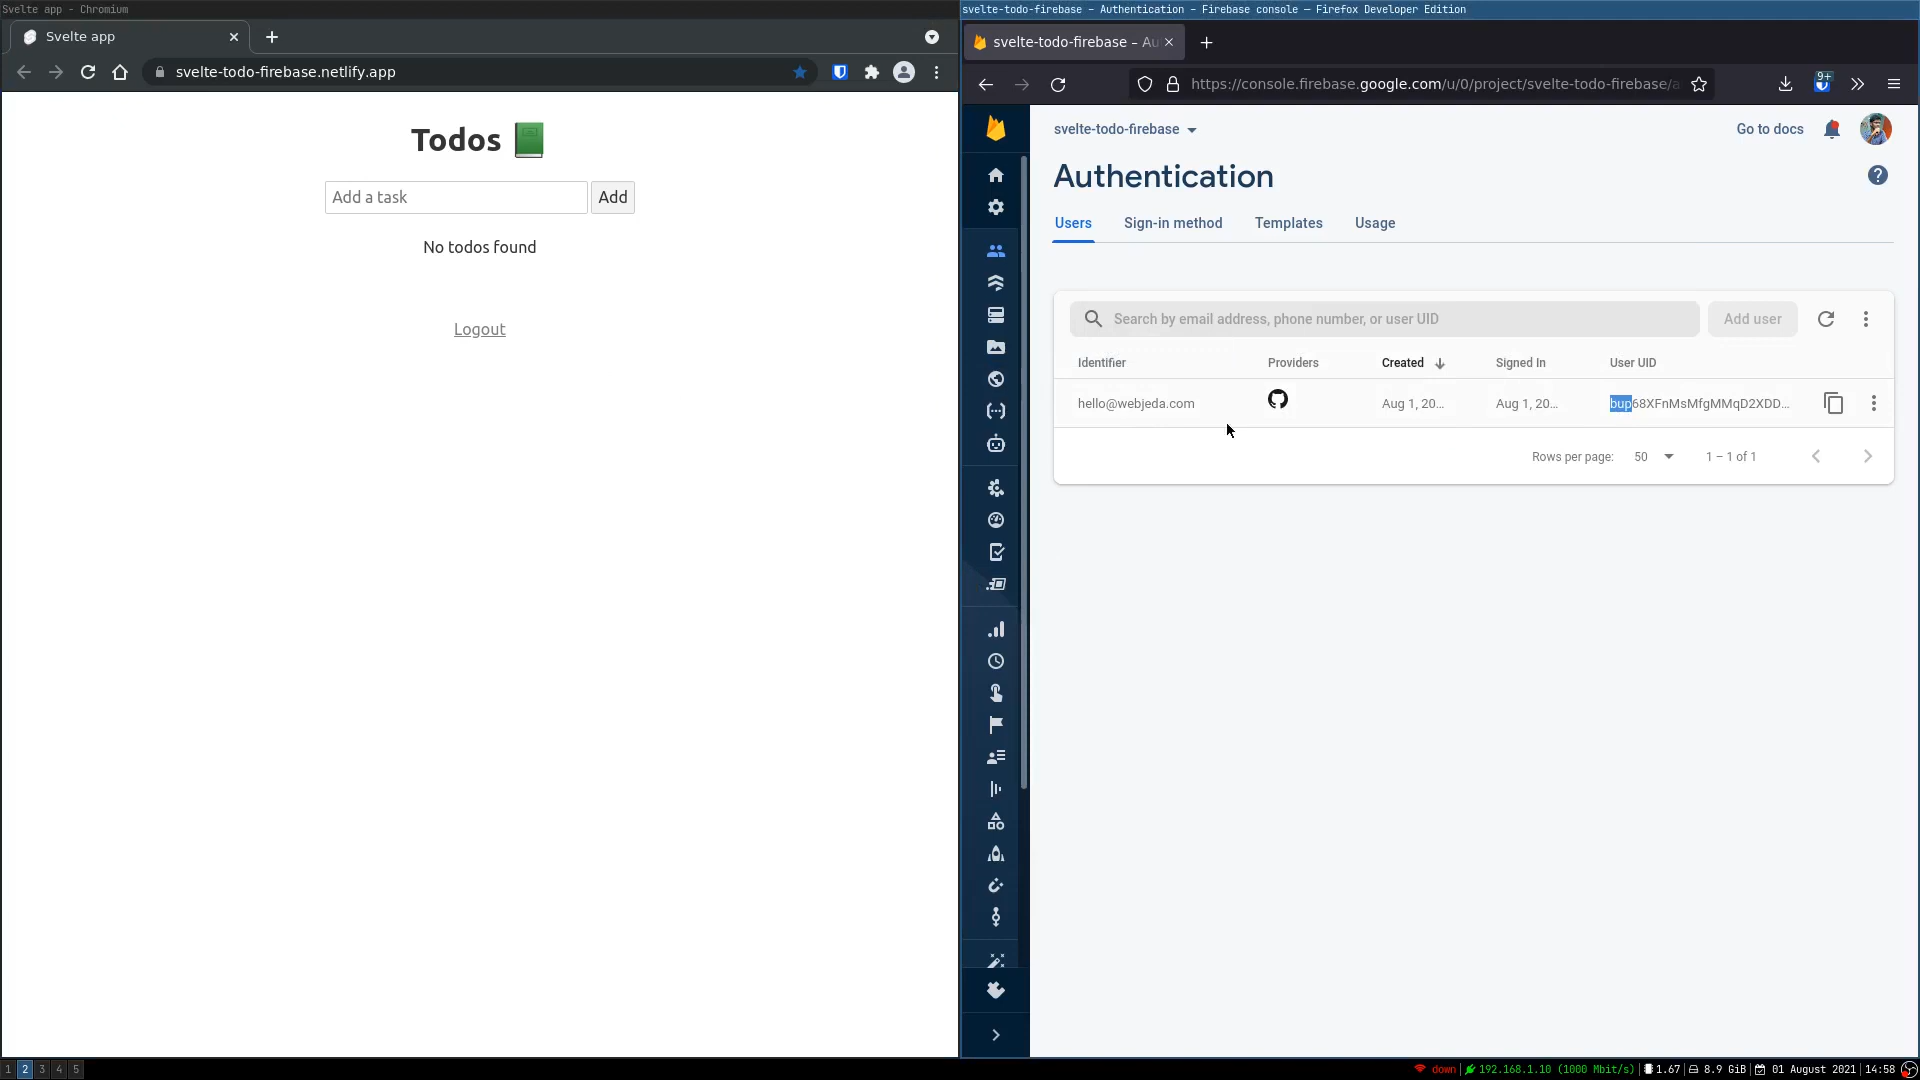 Svelte app - Chromium
Svelte app
svelte-todo-firebase.netlify.app
Todos
Add a task
Add
No todos found
Logout
svelte-todo-firebase – Authentication – Firebase console — Firefox Developer Edition
svelte-todo-firebase – Au
https://console.firebase.google.com/u/0/project/svelte-todo-firebase/a
9+
svelte-todo-firebase
Go to docs
Authentication
Users Sign-in method Templates Usage
Search by email address, phone number, or user UID
Add user
Identifier Providers Created Signed In User UID
hello@webjeda.com Aug 1, 20... Aug 1, 20... bup68XFnMsMfgMMqD2XDD...
Rows per page: 50 1 – 1 of 1
1 2 3 4 5
down 192.168.1.10 (1000 Mbit/s) 1.67 8.9 GiB 01 August 2021 14:58